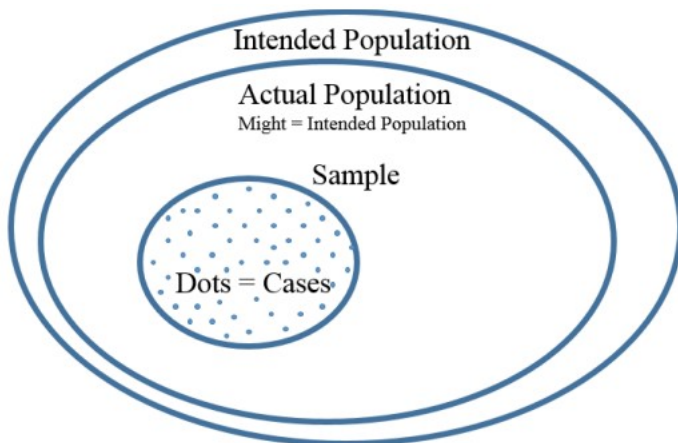 Intended Population
Actual Population
Might = Intended Population
Sample
Dots = Cases